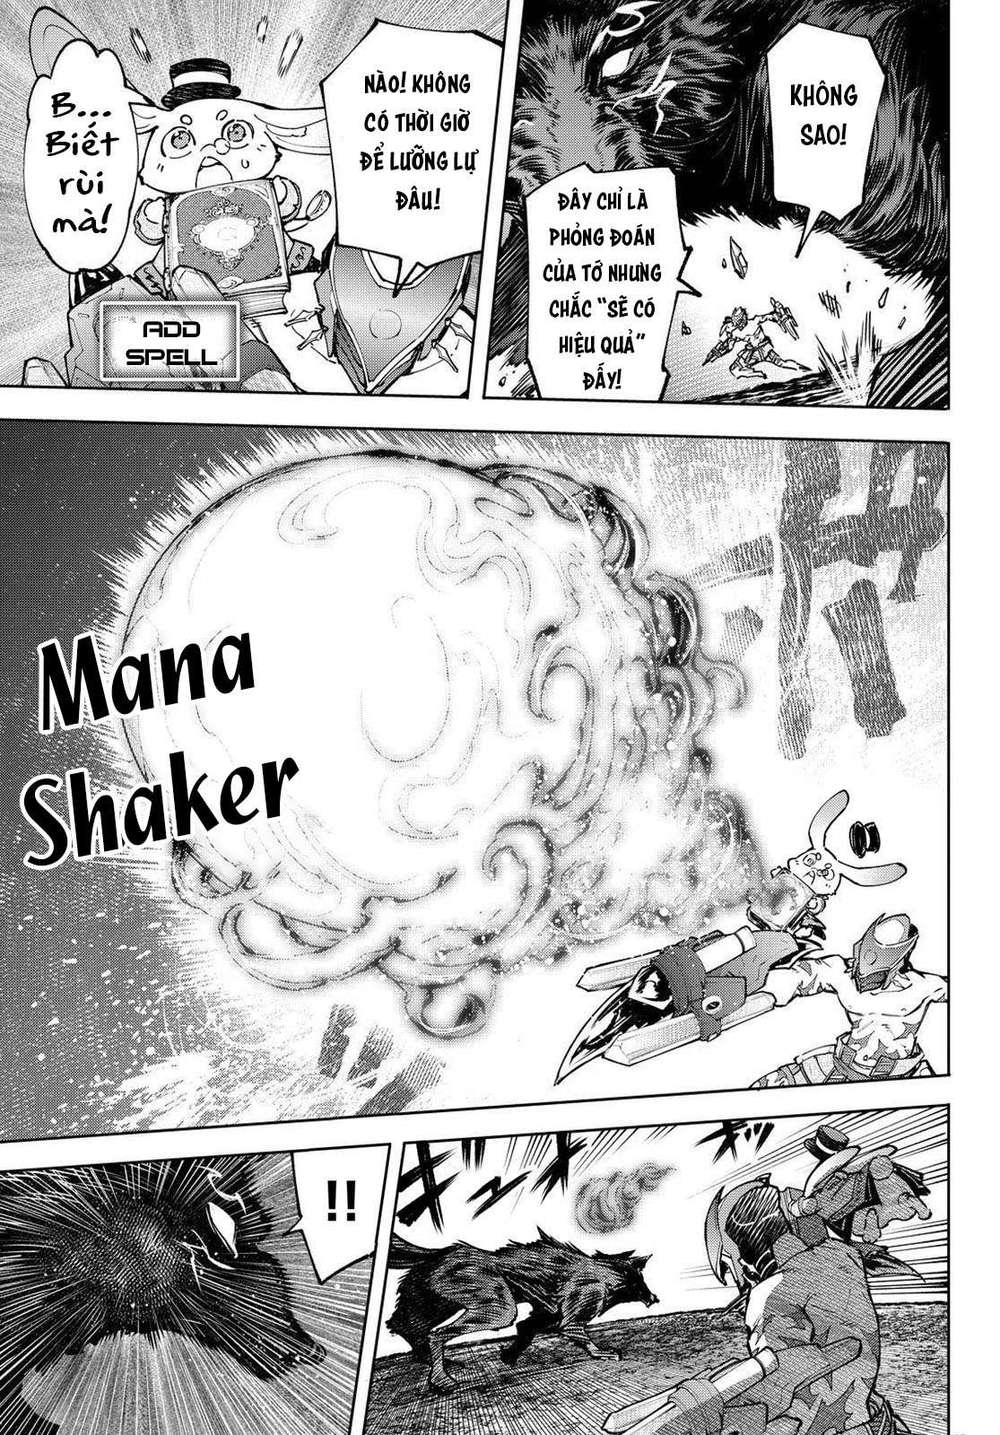 KHÔNG
SAO!
ĐÂY CHỈ LÀ
PHỎNG ĐOÁN
CỦA TỚ NHƯNG
CHẮC “SẼ CÓ
HIỆU QUẢ”
ĐẤY!
NÀO! KHÔNG
CÓ THỜI GIỜ
ĐỂ LƯỠNG LỰ
ĐÂU!
B...
Biết
rùi
mà!
ADD
SPELL
Mana
Shaker
!!